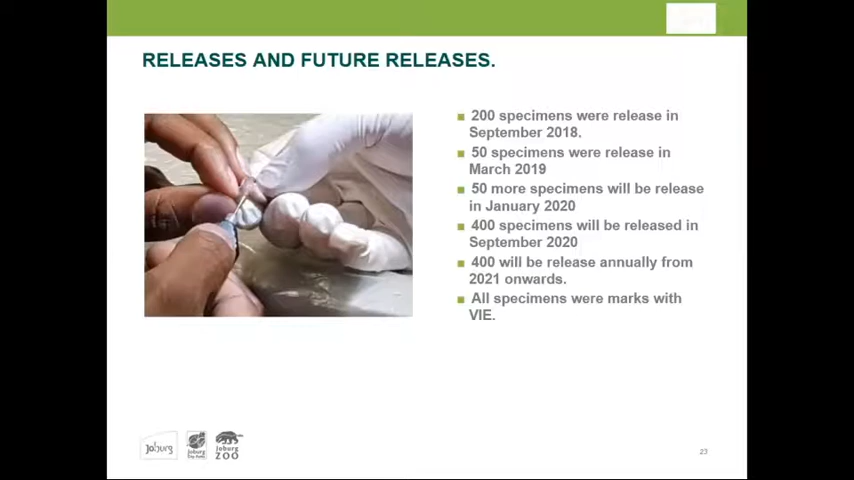 RELEASES AND FUTURE RELEASES.
200 specimens were release in
September 2018.
50 specimens were release in
March 2019
50 more specimens will be release
in January 2020
400 specimens will be released in
September 2020
400 will be release annually from
2021 onwards.
All specimens were marks with
VIE.
Joburg
Joburg
City Parks
Joburg
ZOO
23